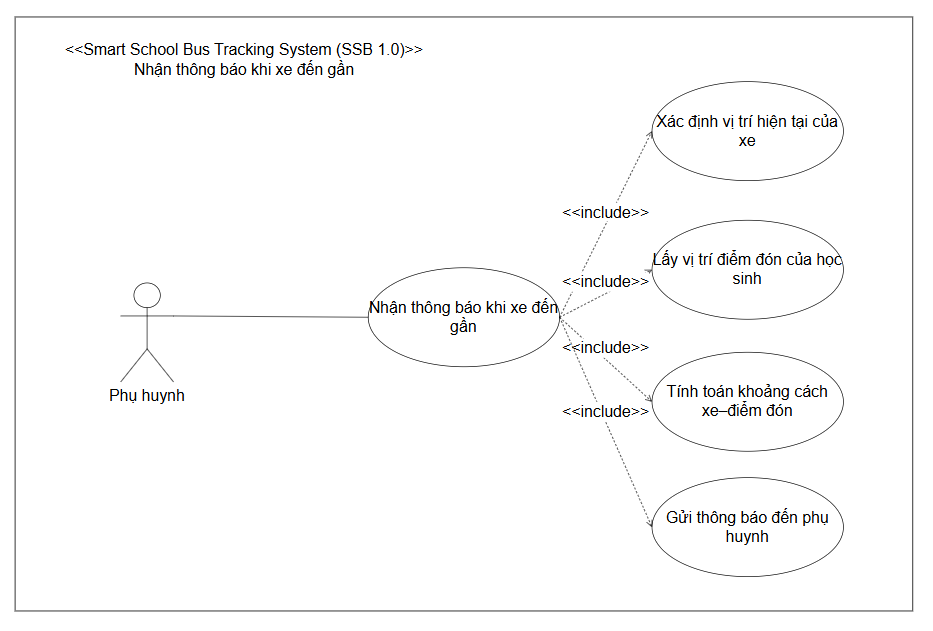 <<Smart School Bus Tracking System (SSB 1.0)>>
Nhận thông báo khi xe đến gần
Xác định vị trí hiện tại của
xe
<<include>>
Lấy vị trí điểm đón của học
sinh
<<include>>
Nhận thông báo khi xe đến
gần
<<include>>
Tính toán khoảng cách
xe–điểm đón
Phụ huynh
<<include>>
Gửi thông báo đến phụ
huynh